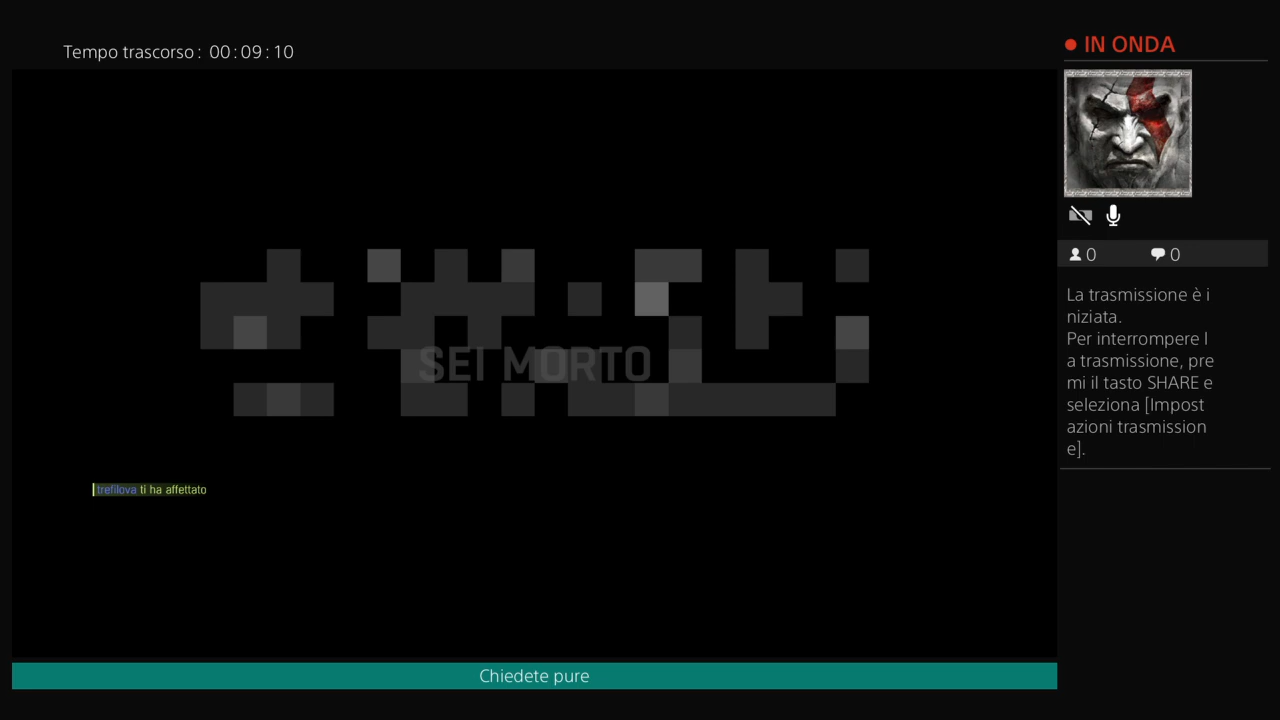 Tempo trascorso: 00:09:10
IN ONDA
0 0
La trasmissione è i
niziata.
Per interrompere l
a trasmissione, pre
mi il tasto SHARE e
seleziona [Impost
azioni trasmission
e].
SEI MORTO
trefilova ti ha affettato
Chiedete pure